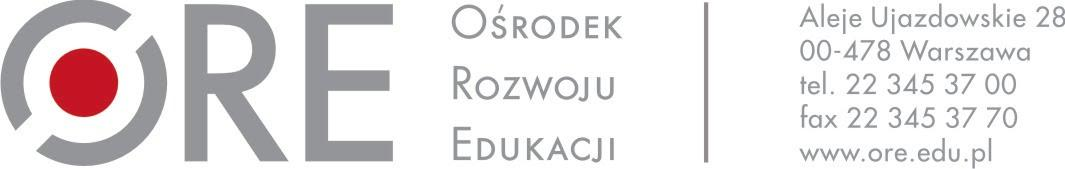 ORE
Ośrodek
Rozwoju
Edukacji
Aleje Ujazdowskie 28
00-478 Warszawa
tel. 22 345 37 00
fax 22 345 37 70
www.ore.edu.pl